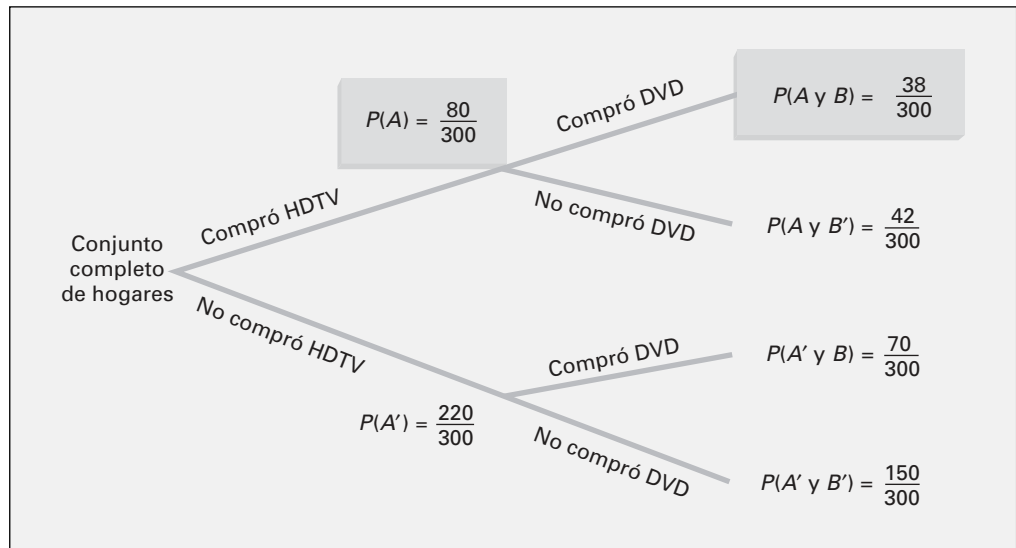 Conjunto
completo
de hogares
Compró HDTV
No compró HDTV
P(A) = 80/300
P(A′) = 220/300
Compró DVD
No compró DVD
Compró DVD
No compró DVD
P(A y B) = 38/300
P(A y B′) = 42/300
P(A′ y B) = 70/300
P(A′ y B′) = 150/300